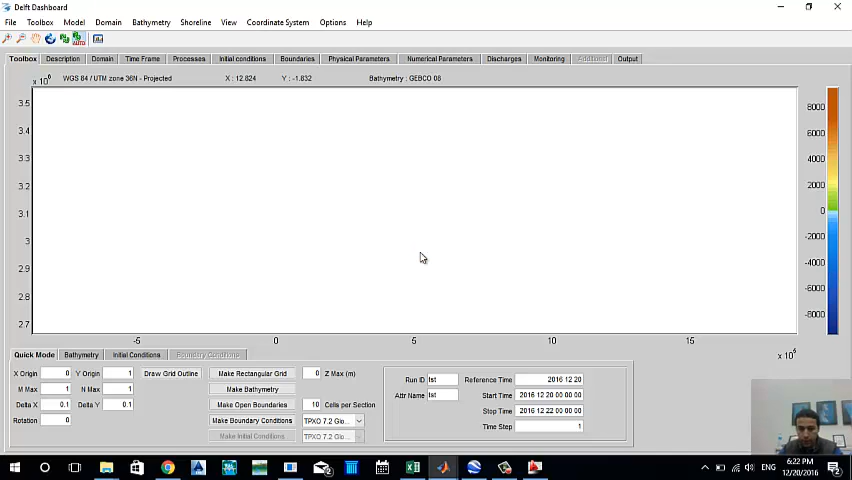 Delft Dashboard
File Toolbox Model Domain Bathymetry Shoreline View Coordinate System Options Help
AUTO
Toolbox Description Domain Time Frame Processes Initial conditions Boundaries Physical Parameters Numerical Parameters Discharges Monitoring Additional Output
x 10⁶ WGS 84 / UTM zone 36N - Projected X : 12.824 Y : -1.832 Bathymetry : GEBCO 08
3.5
3.4
3.3
3.2
3.1
3
2.9
2.8
2.7
8000
6000
4000
2000
0
-2000
-4000
-6000
-8000
-5 0 5 10 15
x 10⁶
Quick Mode Bathymetry Initial Conditions Boundary Conditions
X Origin 0 Y Origin 1 Draw Grid Outline Make Rectangular Grid 0 Z Max (m)
M Max 1 N Max 1 Make Bathymetry
Delta X 0.1 Delta Y 0.1 Make Open Boundaries 10 Cells per Section
Rotation 0 Make Boundary Conditions TPXO 7.2 Glo...
Make Initial Conditions TPXO 7.2 Glo...
Run ID tst Reference Time 2016 12 20
Attr Name tst Start Time 2016 12 20 00 00 00
Stop Time 2016 12 22 00 00 00
Time Step 1
ENG
6:22 PM
12/20/2016
2